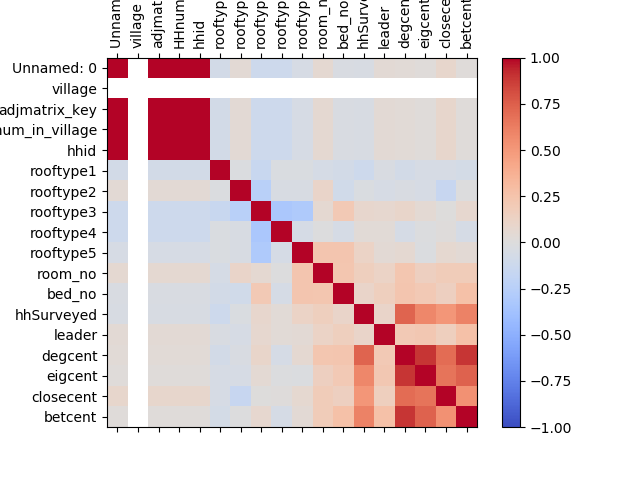 Unnam
village
adjmat
HHnum
hhid
rooftyp
rooftyp
rooftyp
rooftyp
rooftyp
room_n
bed_no
hhSurve
leader
degcent
eigcent
closece
betcent
Unnamed: 0
village
adjmatrix_key
num_in_village
hhid
rooftype1
rooftype2
rooftype3
rooftype4
rooftype5
room_no
bed_no
hhSurveyed
leader
degcent
eigcent
closecent
betcent
1.00
0.75
0.50
0.25
0.00
−0.25
−0.50
−0.75
−1.00